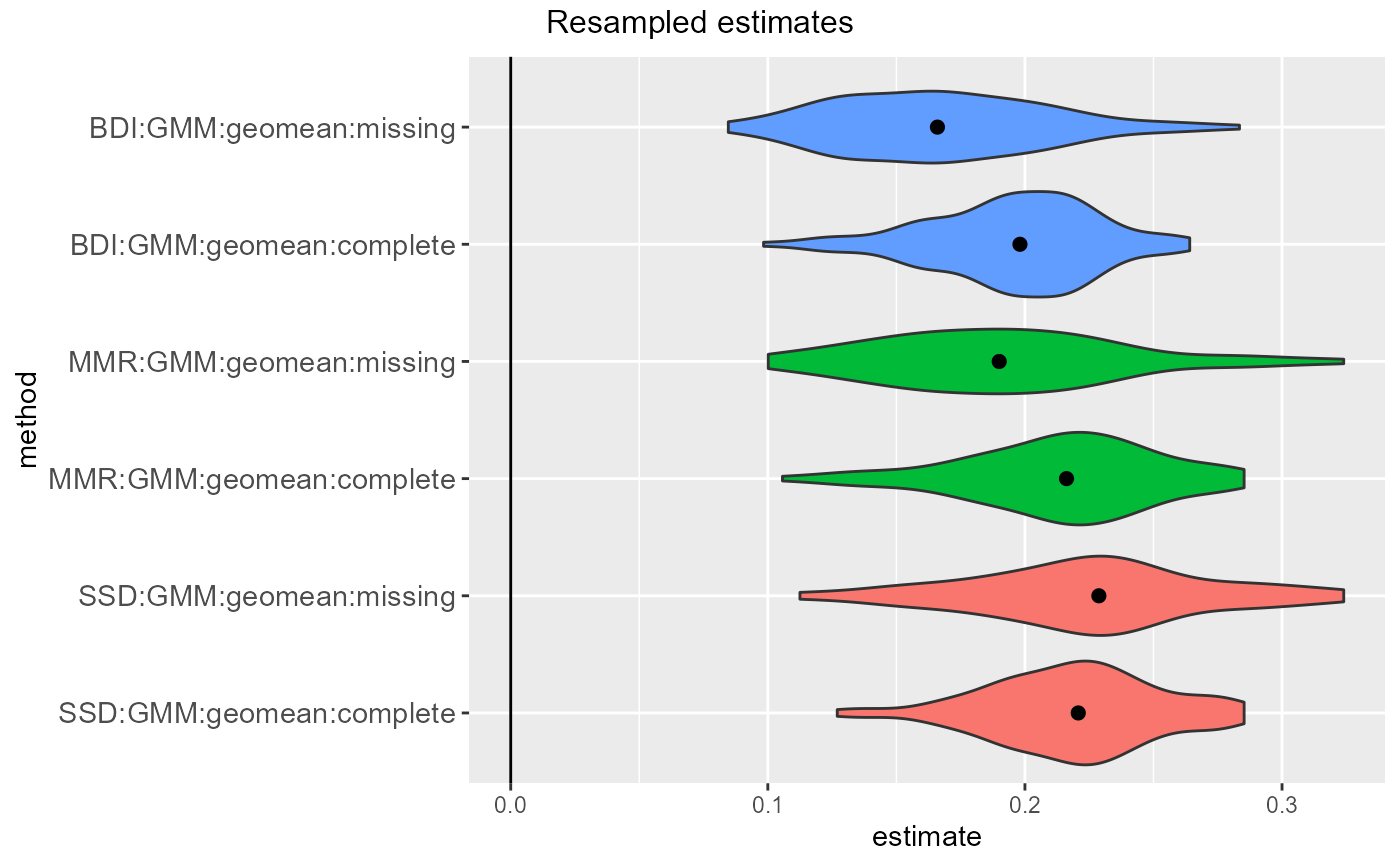 Resampled estimates
method
BDI:GMM:geomean:missing
BDI:GMM:geomean:complete
MMR:GMM:geomean:missing
MMR:GMM:geomean:complete
SSD:GMM:geomean:missing
SSD:GMM:geomean:complete
0.0 0.1 0.2 0.3
estimate